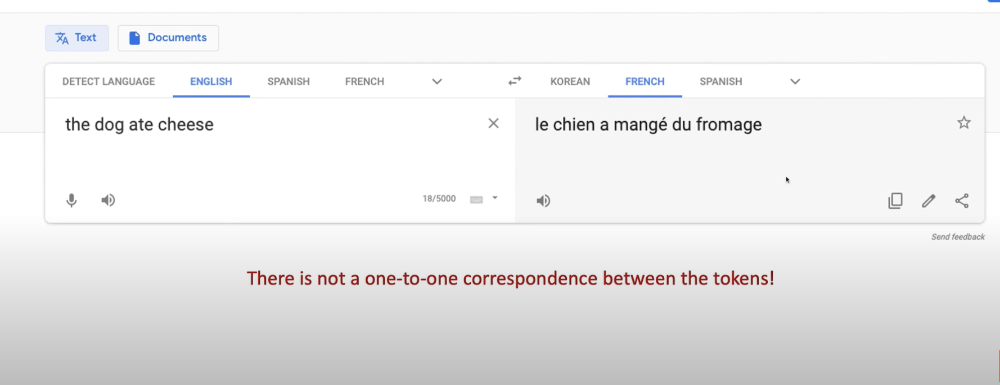 Text Documents
DETECT LANGUAGE ENGLISH SPANISH FRENCH KOREAN FRENCH SPANISH
the dog ate cheese
le chien a mangé du fromage
18/5000
Send feedback
There is not a one-to-one correspondence between the tokens!